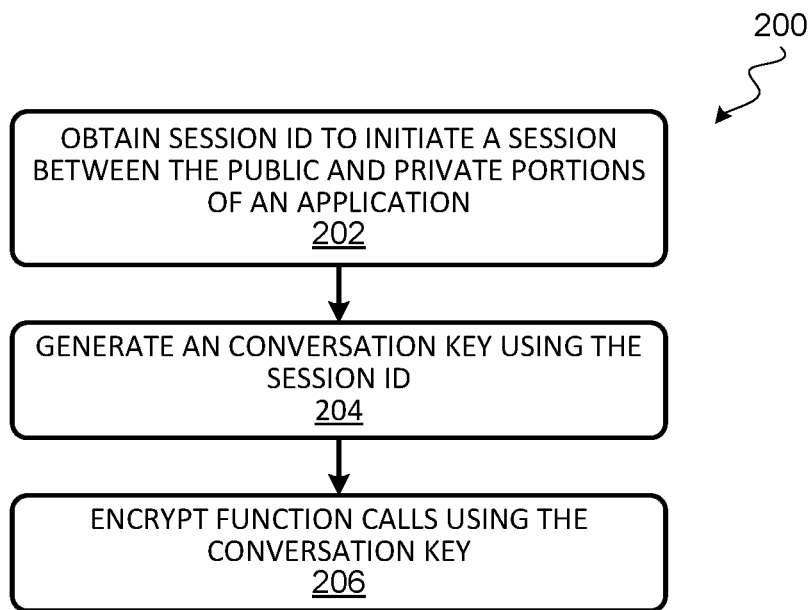 200
OBTAIN SESSION ID TO INITIATE A SESSION
BETWEEN THE PUBLIC AND PRIVATE PORTIONS
OF AN APPLICATION
202
GENERATE AN CONVERSATION KEY USING THE
SESSION ID
204
ENCRYPT FUNCTION CALLS USING THE
CONVERSATION KEY
206